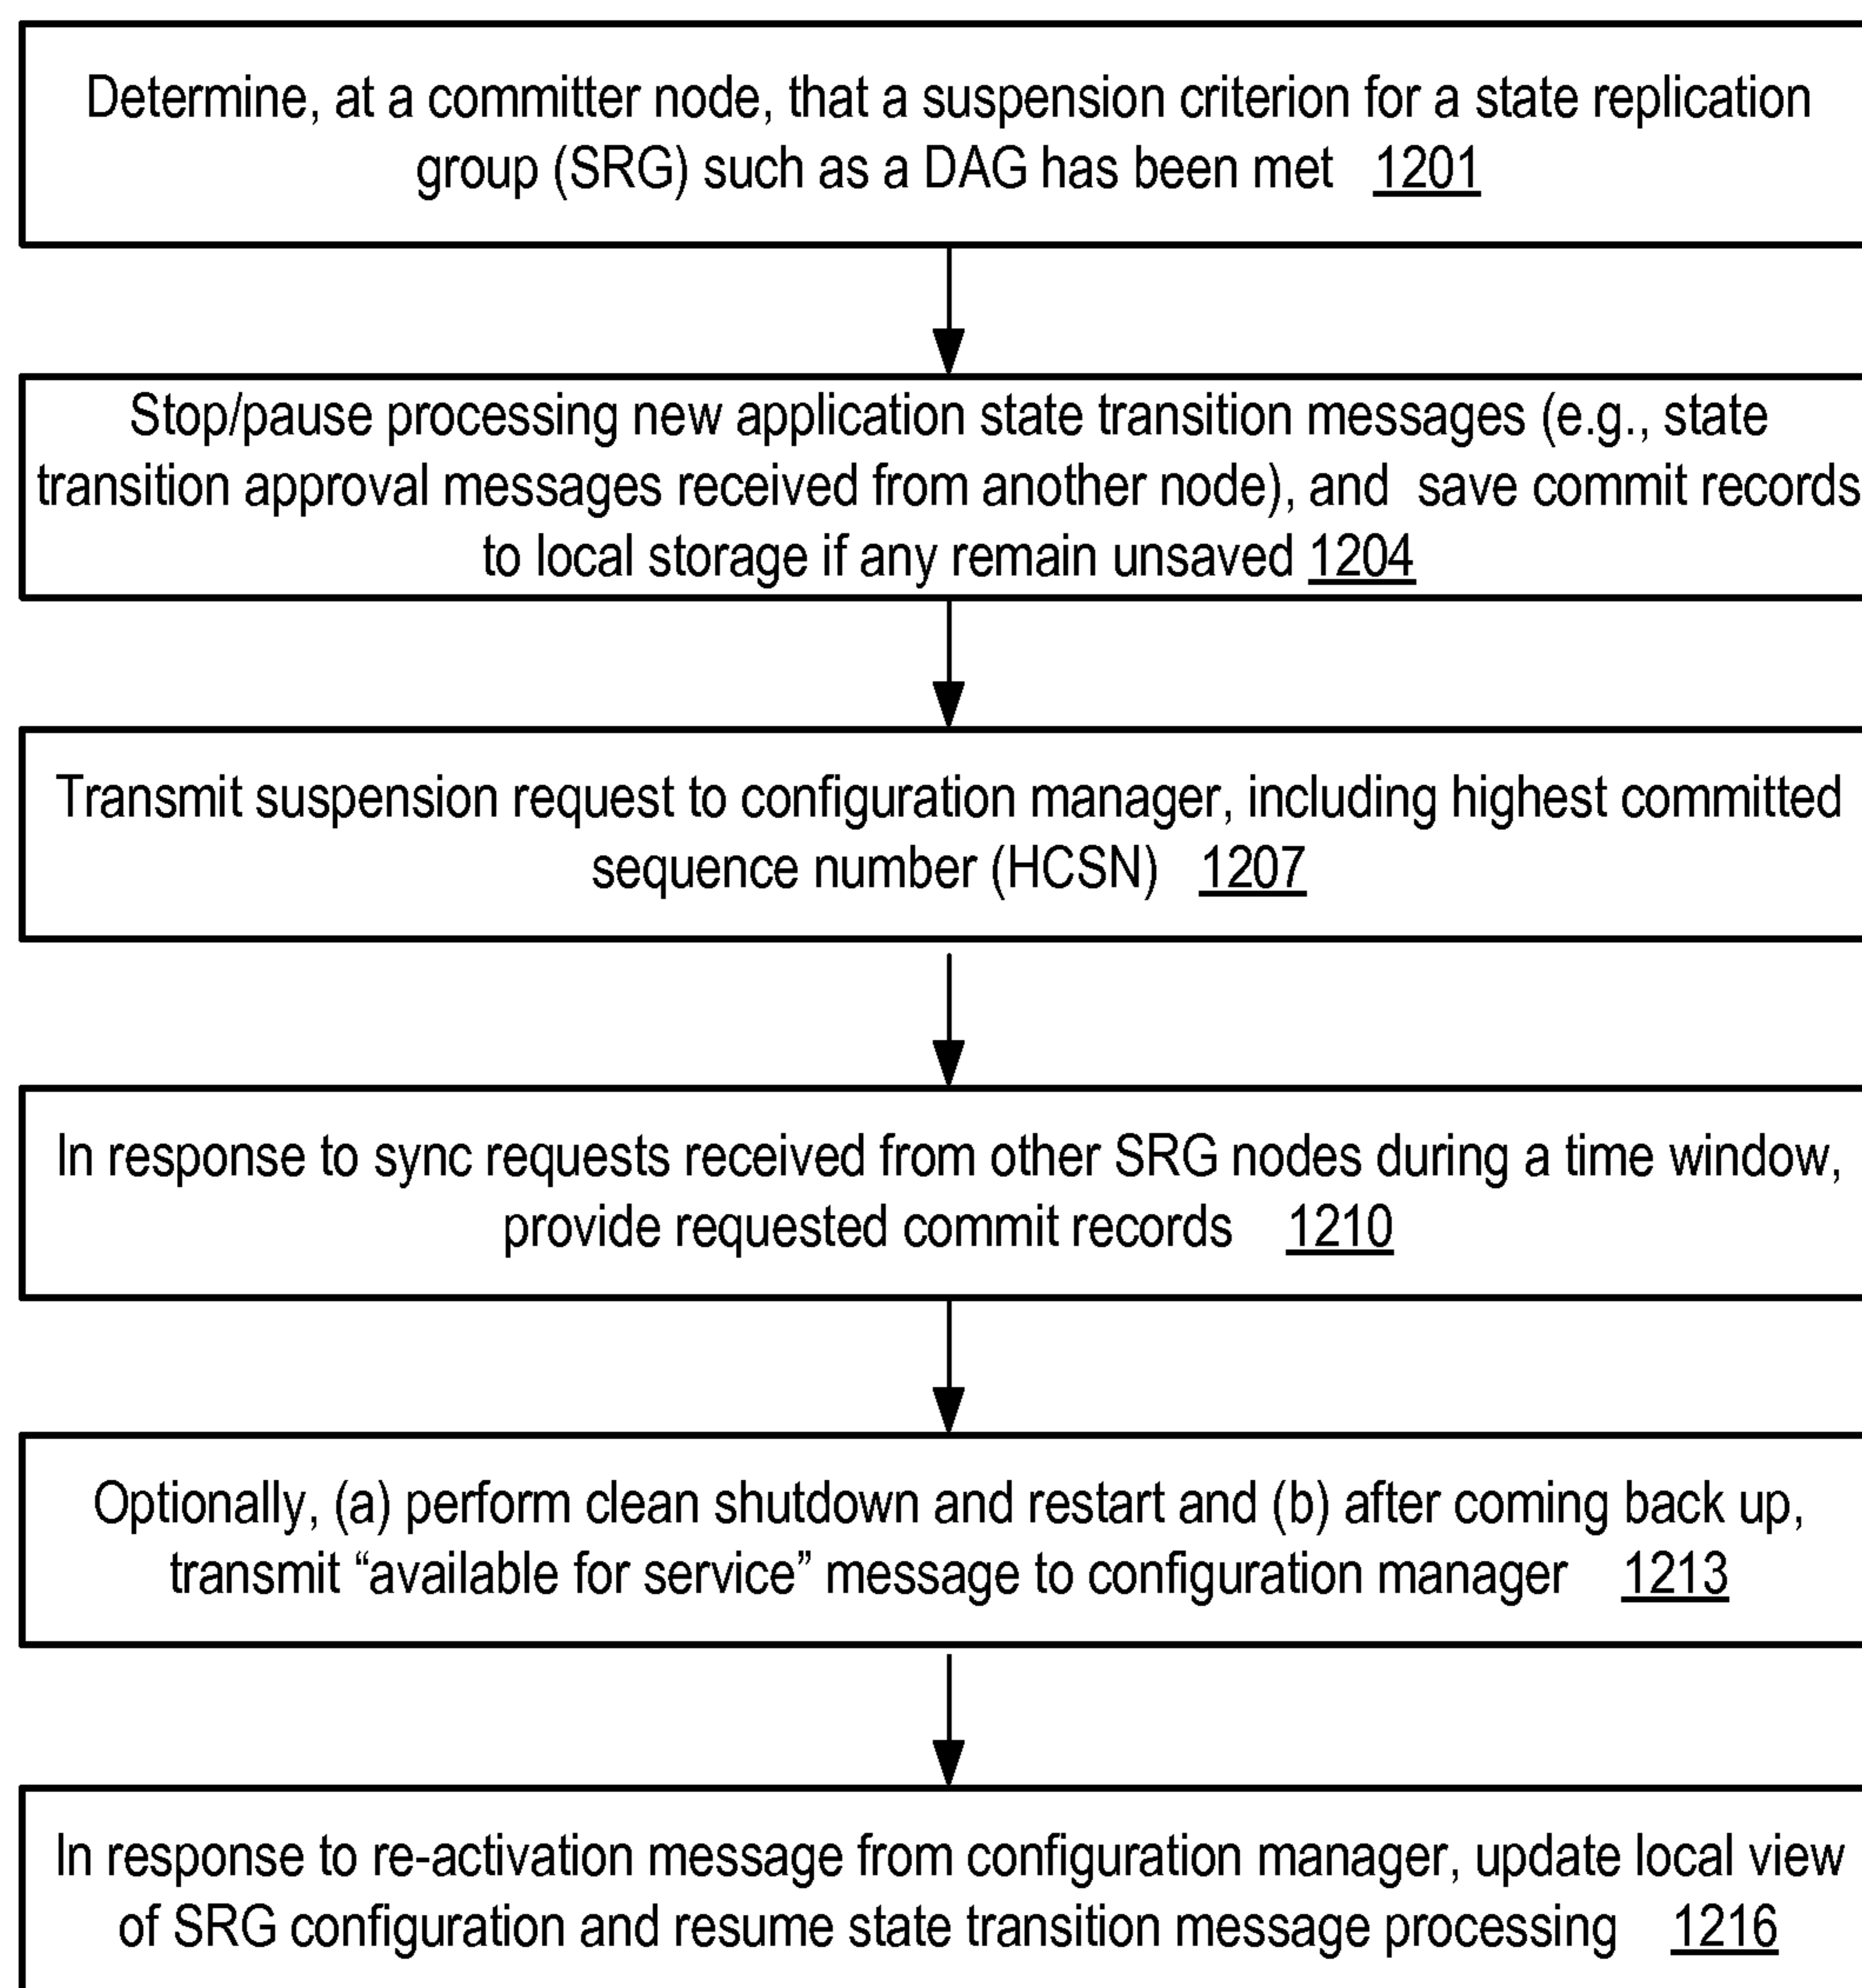 Determine, at a committer node, that a suspension criterion for a state replication
group (SRG) such as a DAG has been met 1201
Stop/pause processing new application state transition messages (e.g., state
transition approval messages received from another node), and save commit records
to local storage if any remain unsaved 1204
Transmit suspension request to configuration manager, including highest committed
sequence number (HCSN) 1207
In response to sync requests received from other SRG nodes during a time window,
provide requested commit records 1210
Optionally, (a) perform clean shutdown and restart and (b) after coming back up,
transmit “available for service” message to configuration manager 1213
In response to re-activation message from configuration manager, update local view
of SRG configuration and resume state transition message processing 1216